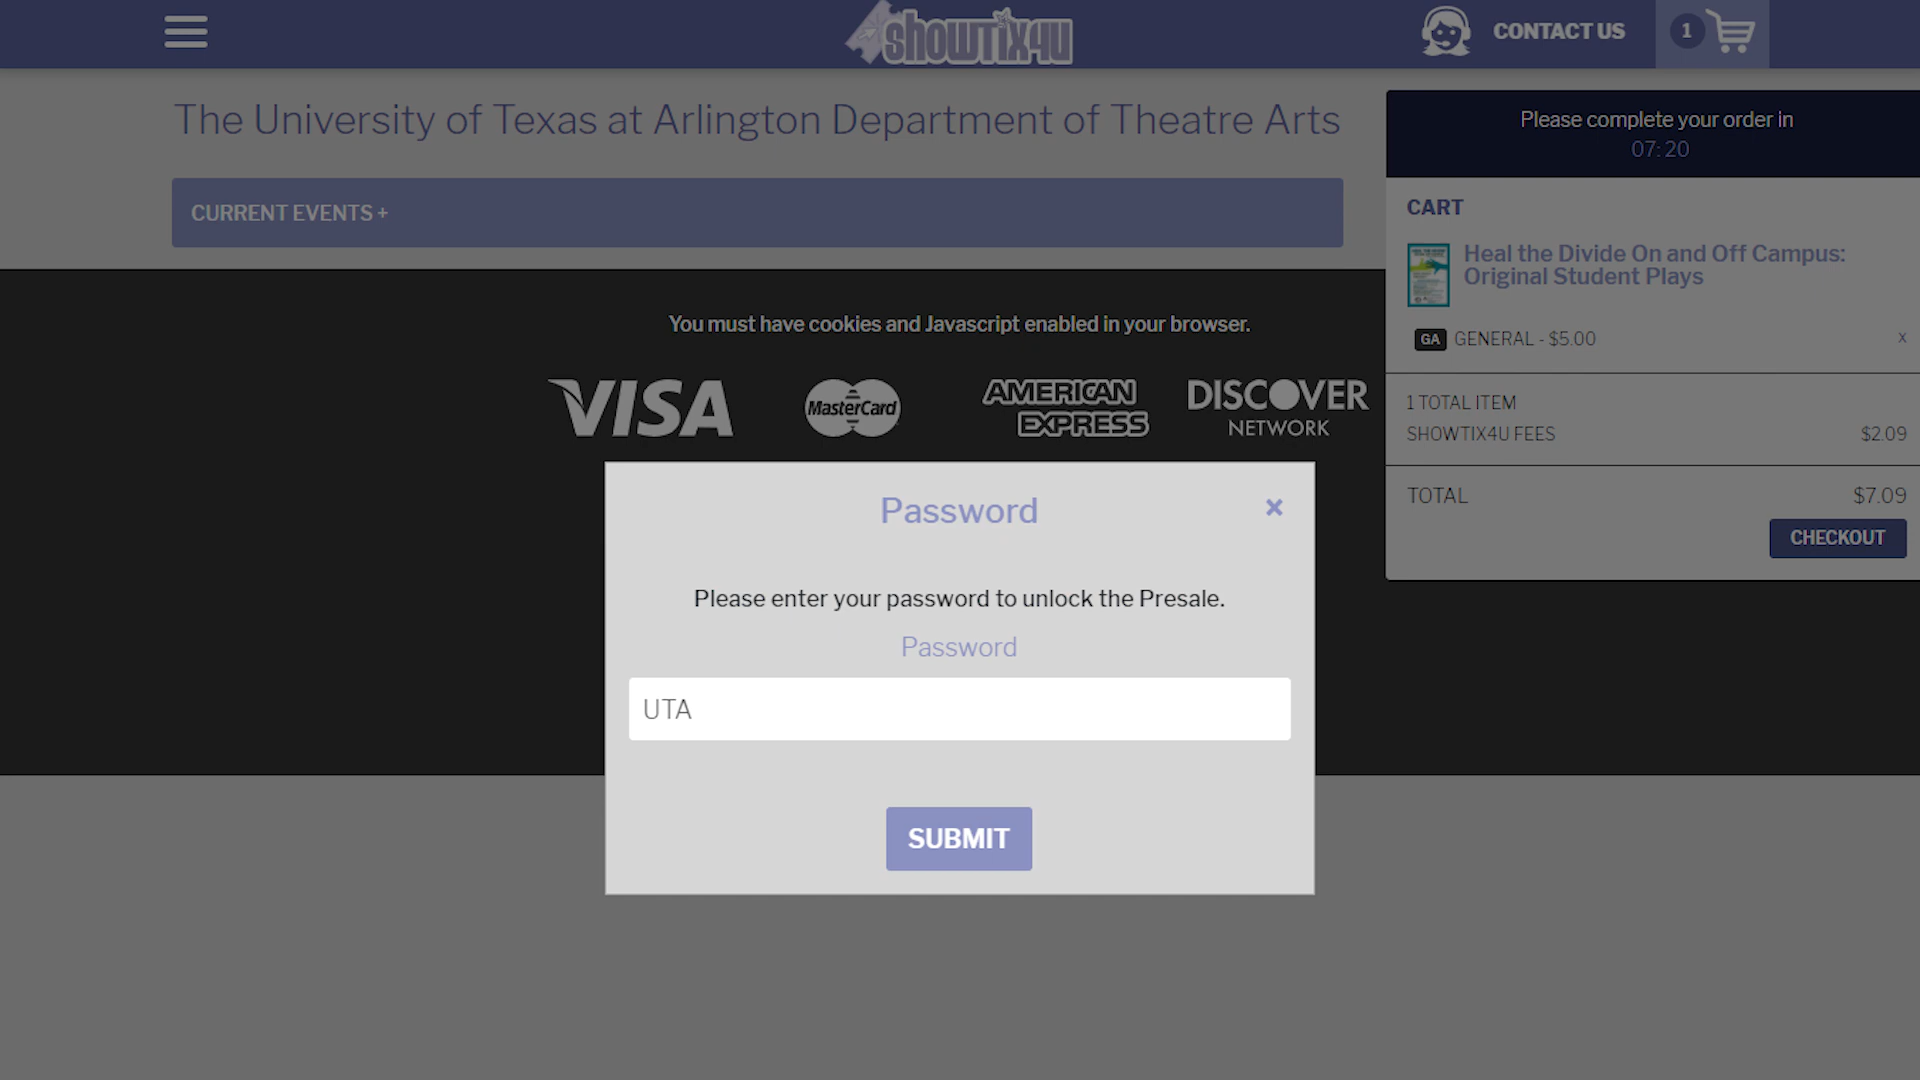 showTix4u
CONTACT US
1
The University of Texas at Arlington Department of Theatre Arts
CURRENT EVENTS +
Please complete your order in
07: 20
CART
Heal the Divide On and Off Campus:
Original Student Plays
GA GENERAL - $5.00 x
1 TOTAL ITEM
SHOWTIX4U FEES $2.09
TOTAL $7.09
CHECKOUT
You must have cookies and Javascript enabled in your browser.
VISA
MasterCard
AMERICAN
EXPRESS
DISCOVER
NETWORK
Password ×
Please enter your password to unlock the Presale.
Password
UTA
SUBMIT